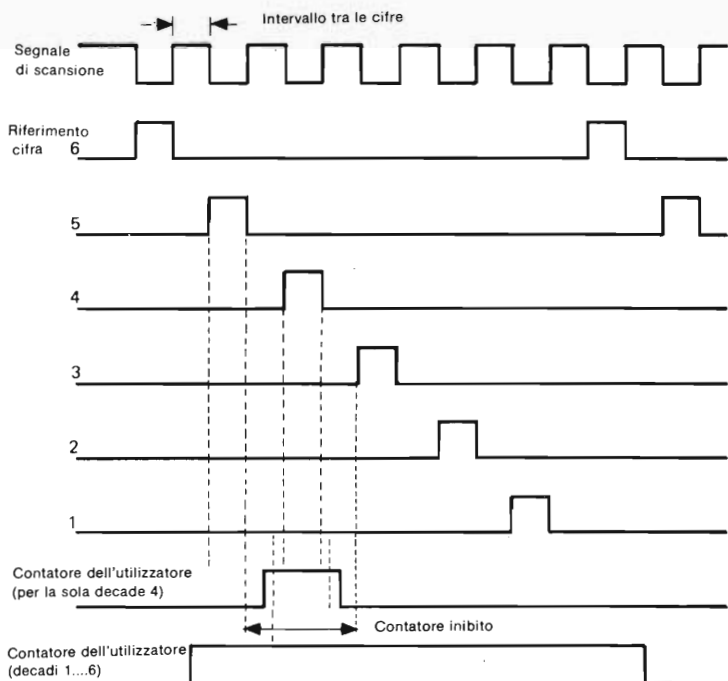 Intervallo tra le cifre
Segnale
di scansione
Riferimento
cifra 6
5
4
3
2
1
Contatore dell'utilizzatore
(per la sola decade 4)
Contatore inibito
Contatore dell'utilizzatore
(decadi 1....6)